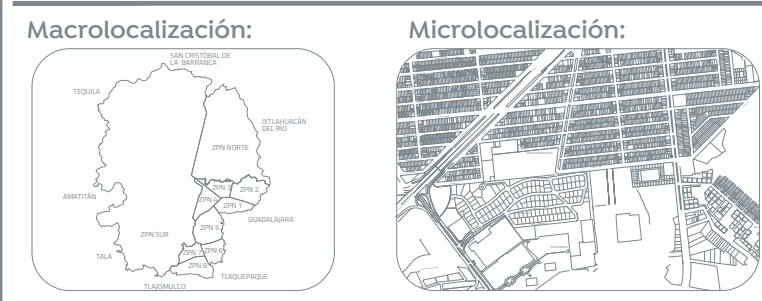 Macrolocalización:
Microlocalización:
SAN CRISTÓBAL DE
LA BARRANCA
TEQUILA
IXTLAHUACÁN
DEL RÍO
ZPN NORTE
ZPN 3
ZPN 2
ZPN 4
ZPN 1
AMATITÁN
GUADALAJARA
ZPN 5
ZPN SUR
ZPN 7
ZPN 6
TALA
ZPN 8
TLAQUEPAQUE
TLAJOMULCO